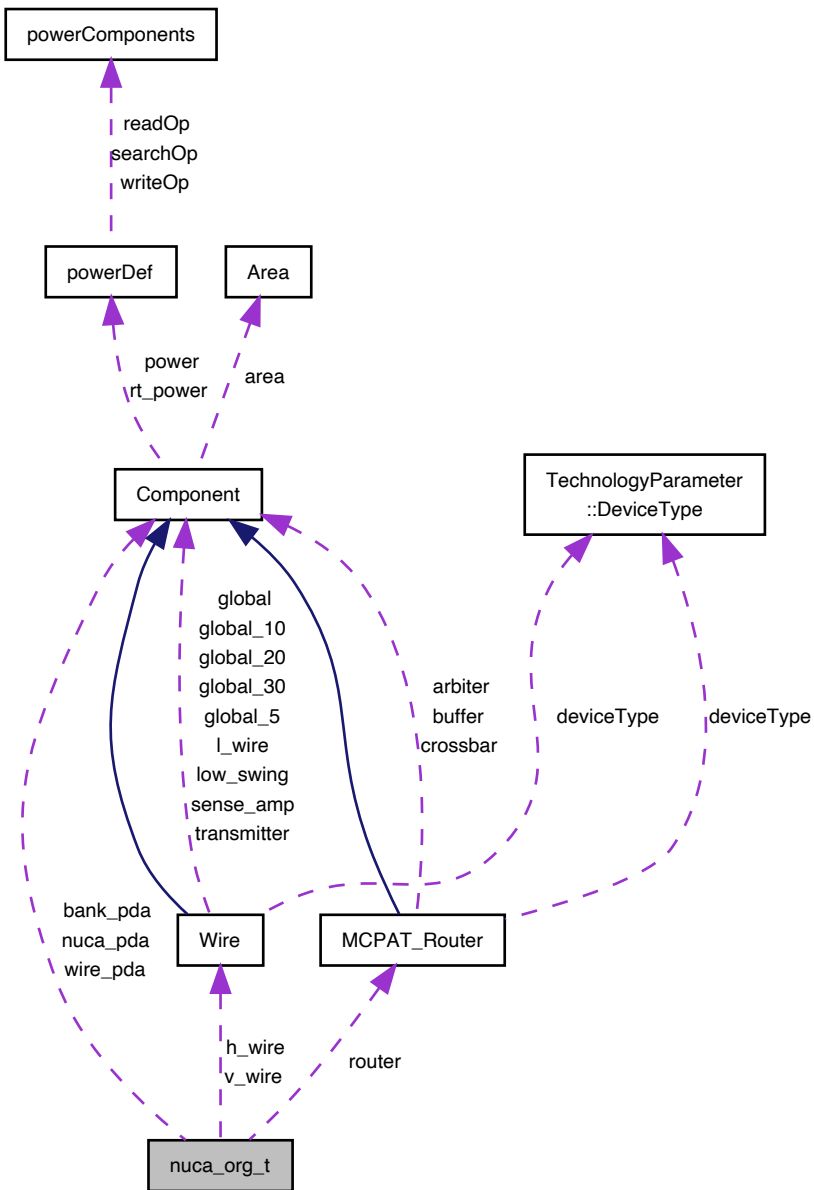 powerComponents
readOp
searchOp
writeOp
powerDef
Area
power
rt_power
area
Component
TechnologyParameter
::DeviceType
global
global_10
global_20
global_30
global_5
l_wire
low_swing
sense_amp
transmitter
arbiter
buffer
crossbar
deviceType
deviceType
bank_pda
nuca_pda
wire_pda
Wire
MCPAT_Router
h_wire
v_wire
router
nuca_org_t